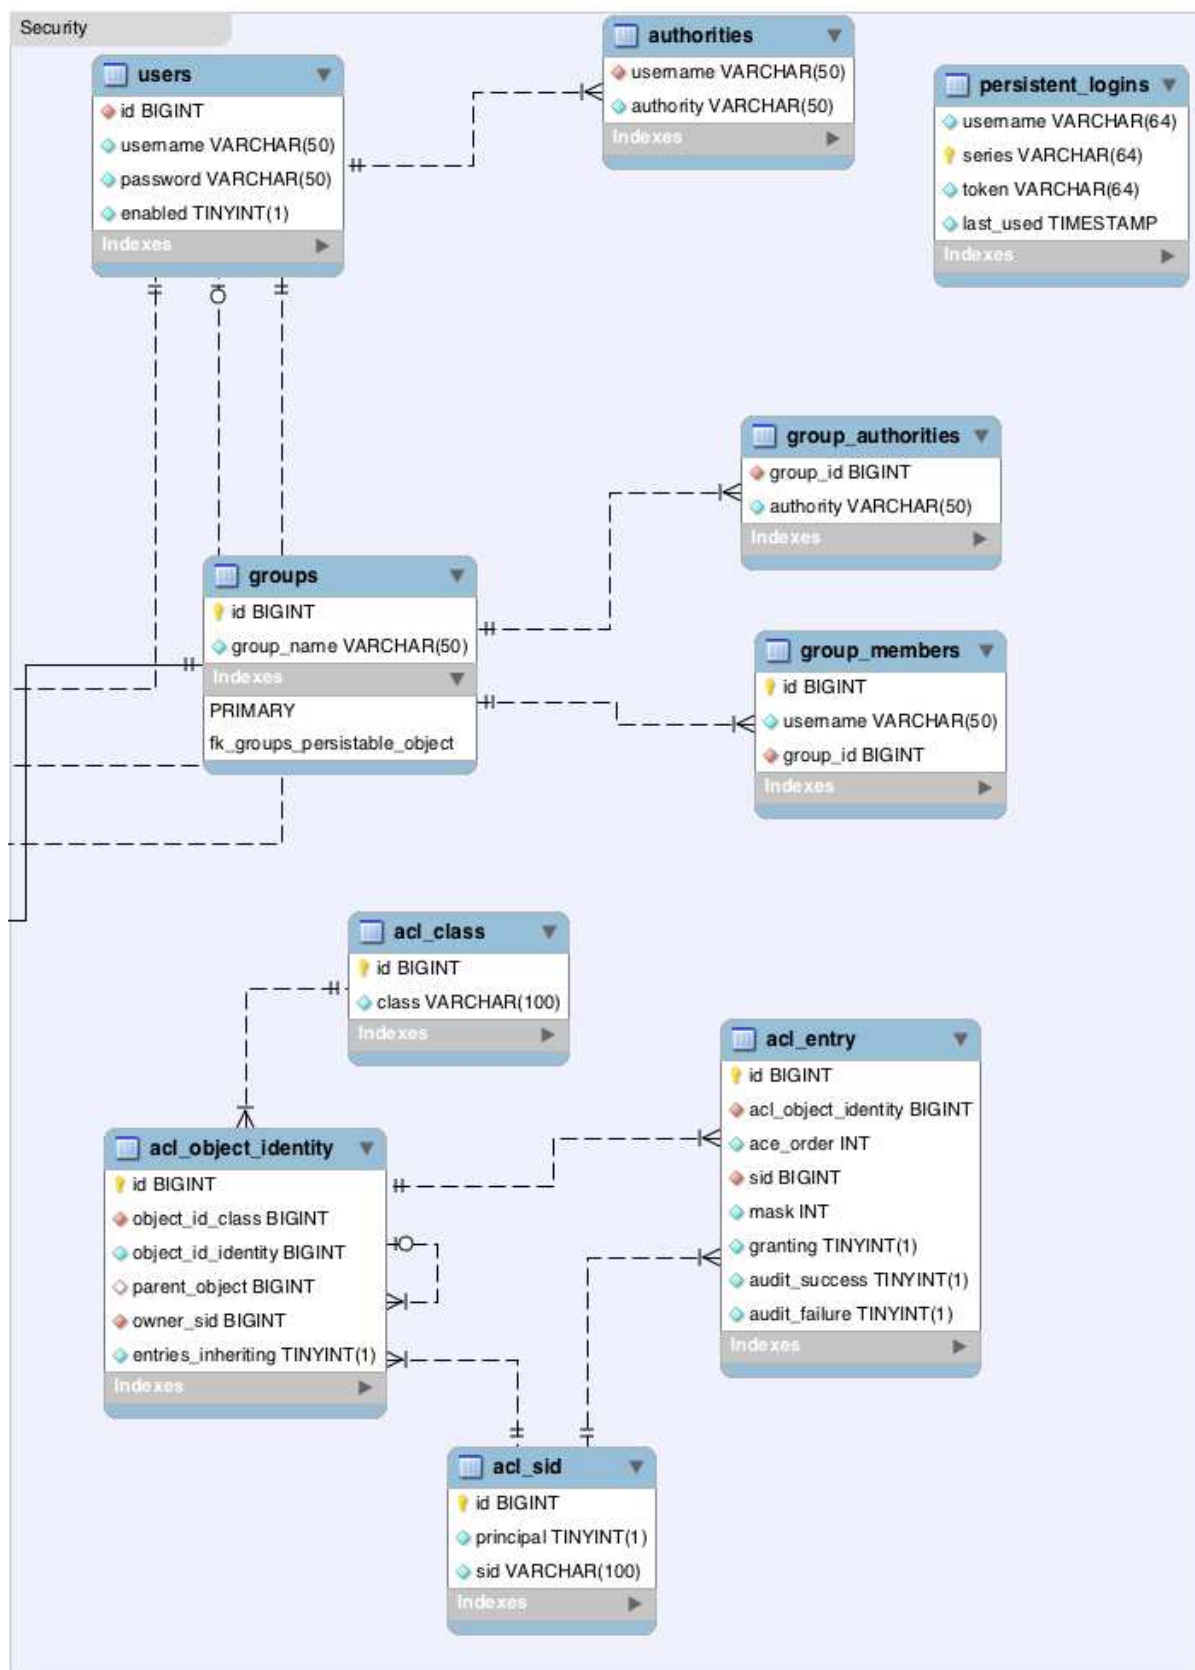 Security
users
id BIGINT
username VARCHAR(50)
password VARCHAR(50)
enabled TINYINT(1)
Indexes
authorities
username VARCHAR(50)
authority VARCHAR(50)
Indexes
persistent_logins
username VARCHAR(64)
series VARCHAR(64)
token VARCHAR(64)
last_used TIMESTAMP
Indexes
group_authorities
group_id BIGINT
authority VARCHAR(50)
Indexes
groups
id BIGINT
group_name VARCHAR(50)
Indexes
PRIMARY
fk_groups_persistable_object
group_members
id BIGINT
username VARCHAR(50)
group_id BIGINT
Indexes
acl_class
id BIGINT
class VARCHAR(100)
Indexes
acl_entry
id BIGINT
acl_object_identity BIGINT
ace_order INT
sid BIGINT
mask INT
granting TINYINT(1)
audit_success TINYINT(1)
audit_failure TINYINT(1)
Indexes
acl_object_identity
id BIGINT
object_id_class BIGINT
object_id_identity BIGINT
parent_object BIGINT
owner_sid BIGINT
entries_inheriting TINYINT(1)
Indexes
acl_sid
id BIGINT
principal TINYINT(1)
sid VARCHAR(100)
Indexes